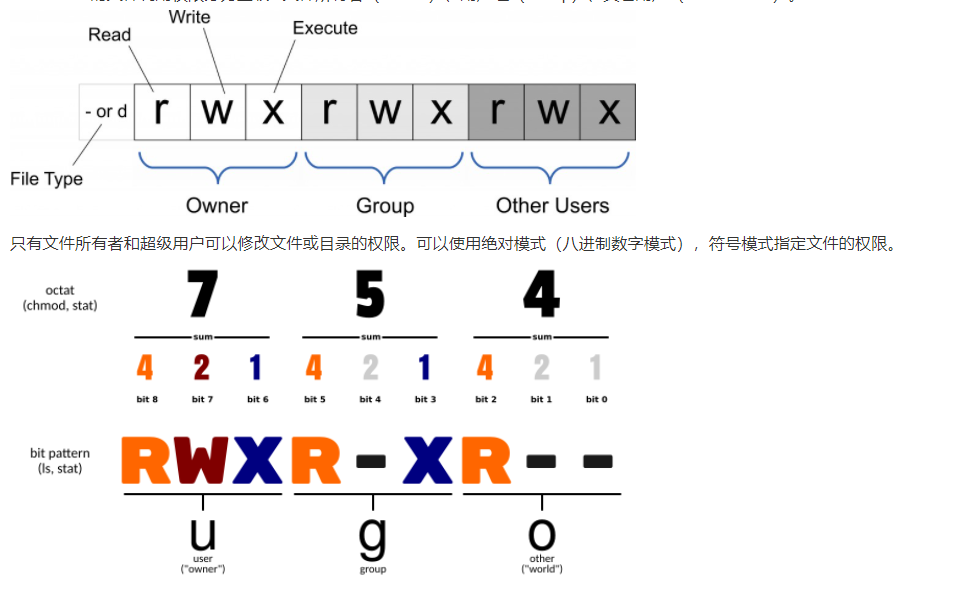 Write
Read
Execute
- or d
r w x r w x r w x
File Type
Owner Group Other Users
只有文件所有者和超级用户可以修改文件或目录的权限。可以使用绝对模式（八进制数字模式），符号模式指定文件的权限。
octat
(chmod, stat)
7 5 4
sum sum sum
4 2 1 4 2 1 4 2 1
bit 8 bit 7 bit 6 bit 5 bit 4 bit 3 bit 2 bit 1 bit 0
bit pattern
(ls, stat)
RWXR-XR--
u g o
user
("owner")
group
other
("world")